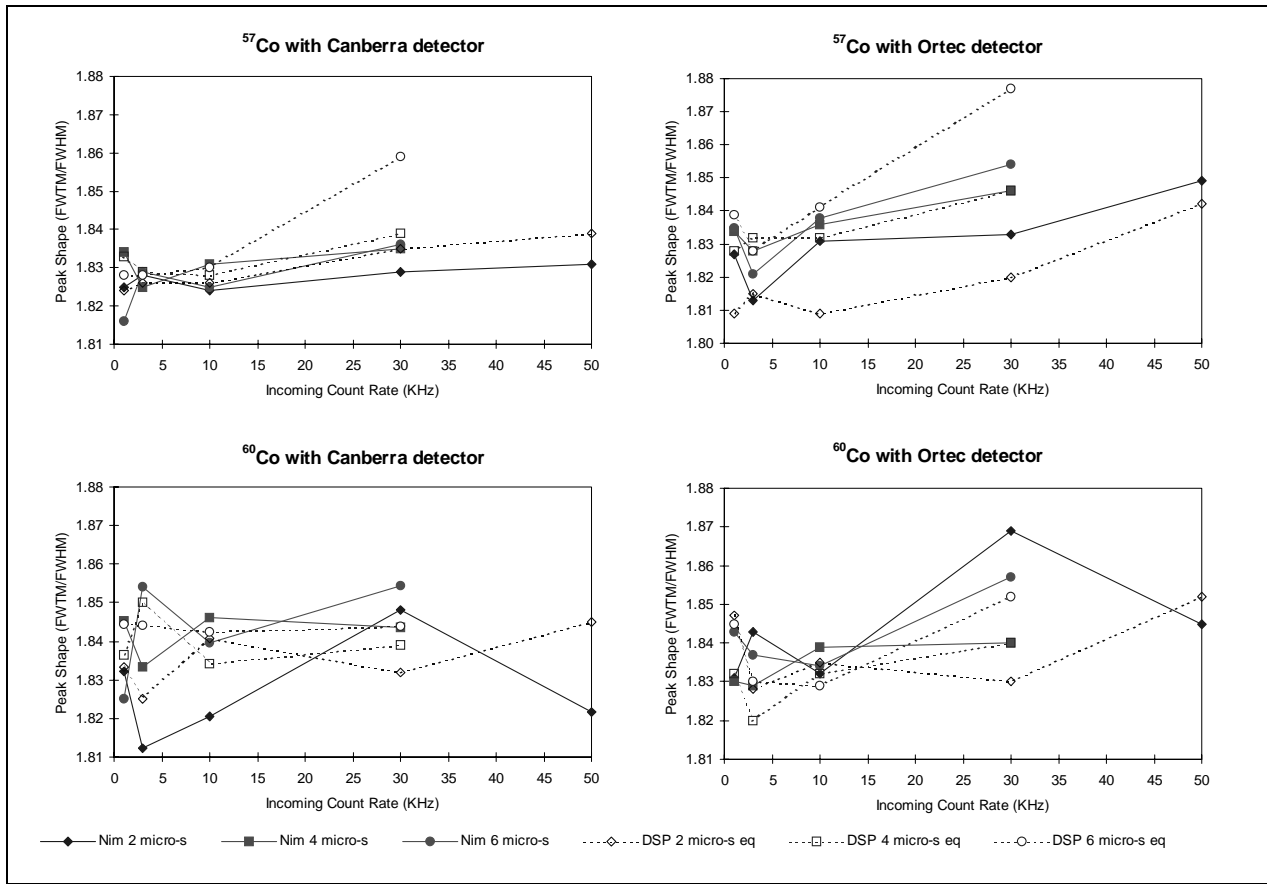 57Co with Canberra detector
Peak Shape (FWTM/FWHM)
1.88
1.87
1.86
1.85
1.84
1.83
1.82
1.81
0 5 10 15 20 25 30 35 40 45 50
Incoming Count Rate (KHz)
57Co with Ortec detector
Peak Shape (FWTM/FWHM)
1.88
1.87
1.86
1.85
1.84
1.83
1.82
1.81
1.80
0 5 10 15 20 25 30 35 40 45 50
Incoming Count Rate (KHz)
60Co with Canberra detector
Peak Shape (FWTM/FWHM)
1.88
1.87
1.86
1.85
1.84
1.83
1.82
1.81
0 5 10 15 20 25 30 35 40 45 50
Incoming Count Rate (KHz)
60Co with Ortec detector
Peak Shape (FWTM/FWHM)
1.88
1.87
1.86
1.85
1.84
1.83
1.82
1.81
0 5 10 15 20 25 30 35 40 45 50
Incoming Count Rate (KHz)
Nim 2 micro-s Nim 4 micro-s Nim 6 micro-s DSP 2 micro-s eq DSP 4 micro-s eq DSP 6 micro-s eq